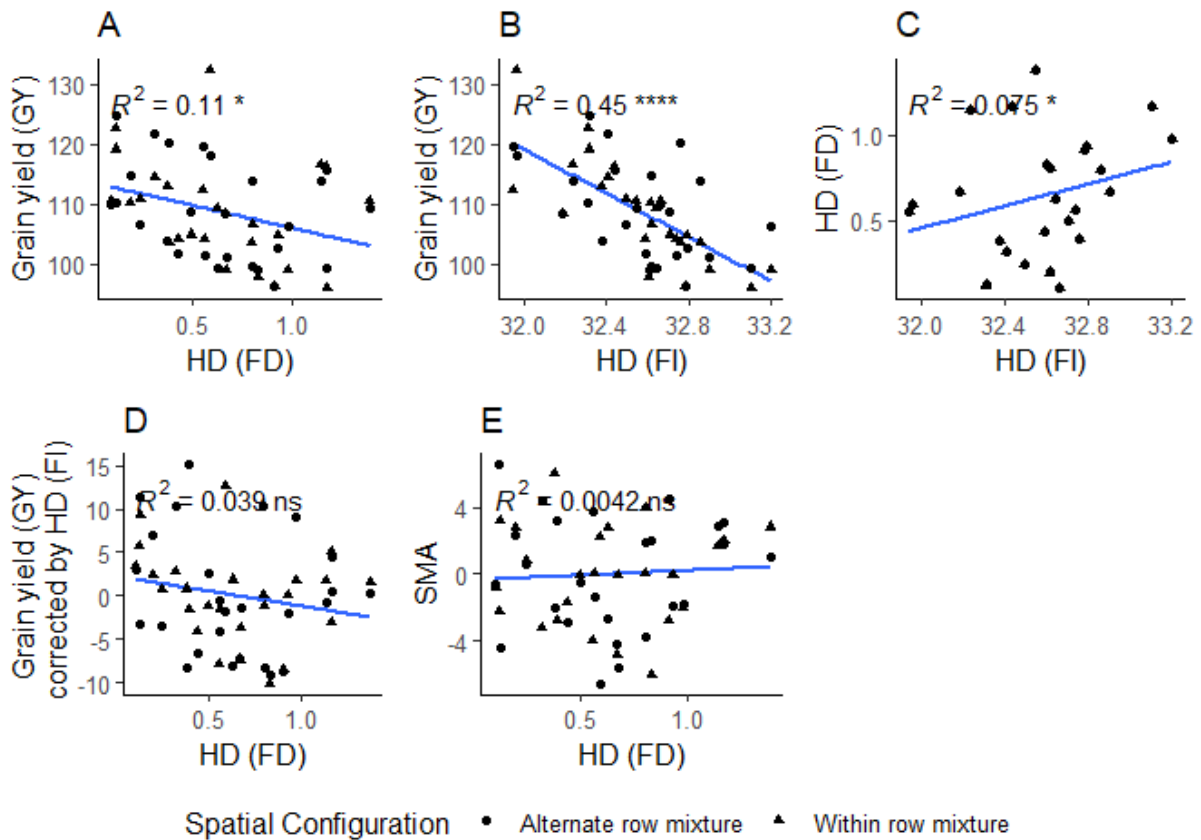 A
Grain yield (GY)
130
120
110
100
R² = 0.11 *
0.5 1.0
HD (FD)
B
Grain yield (GY)
130
120
110
100
R² = 0.45 ****
32.0 32.4 32.8 33.2
HD (FI)
C
HD (FD)
1.0
0.5
R² = 0.075 *
32.0 32.4 32.8 33.2
HD (FI)
D
Grain yield (GY)
corrected by HD (FI)
15
10
5
0
-5
-10
R² = 0.039 ns
0.5 1.0
HD (FD)
E
SMA
4
0
-4
R² = 0.0042 ns
0.5 1.0
HD (FD)
Spatial Configuration Alternate row mixture Within row mixture